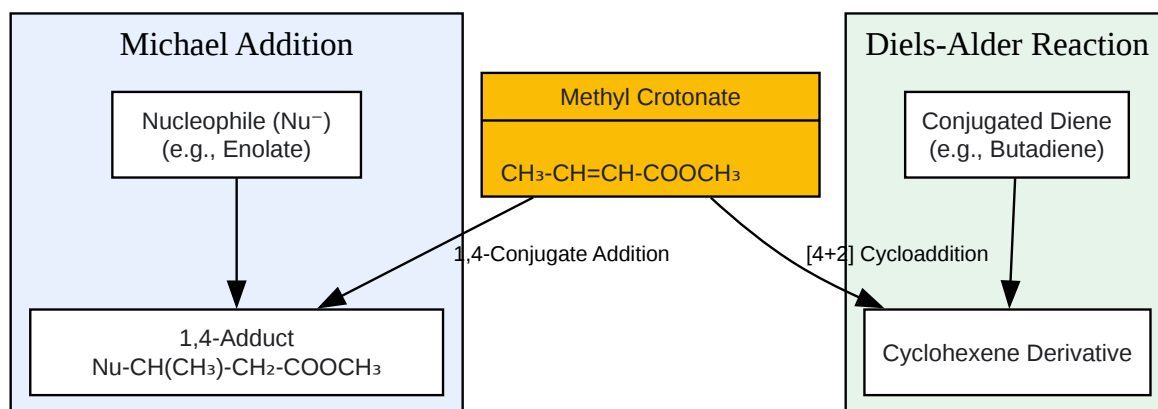 Michael Addition
Nucleophile (Nu⁻)
(e.g., Enolate)
1,4-Adduct
Nu-CH(CH₃)-CH₂-COOCH₃
Methyl Crotonate
CH₃-CH=CH-COOCH₃
1,4-Conjugate Addition
[4+2] Cycloaddition
Diels-Alder Reaction
Conjugated Diene
(e.g., Butadiene)
Cyclohexene Derivative